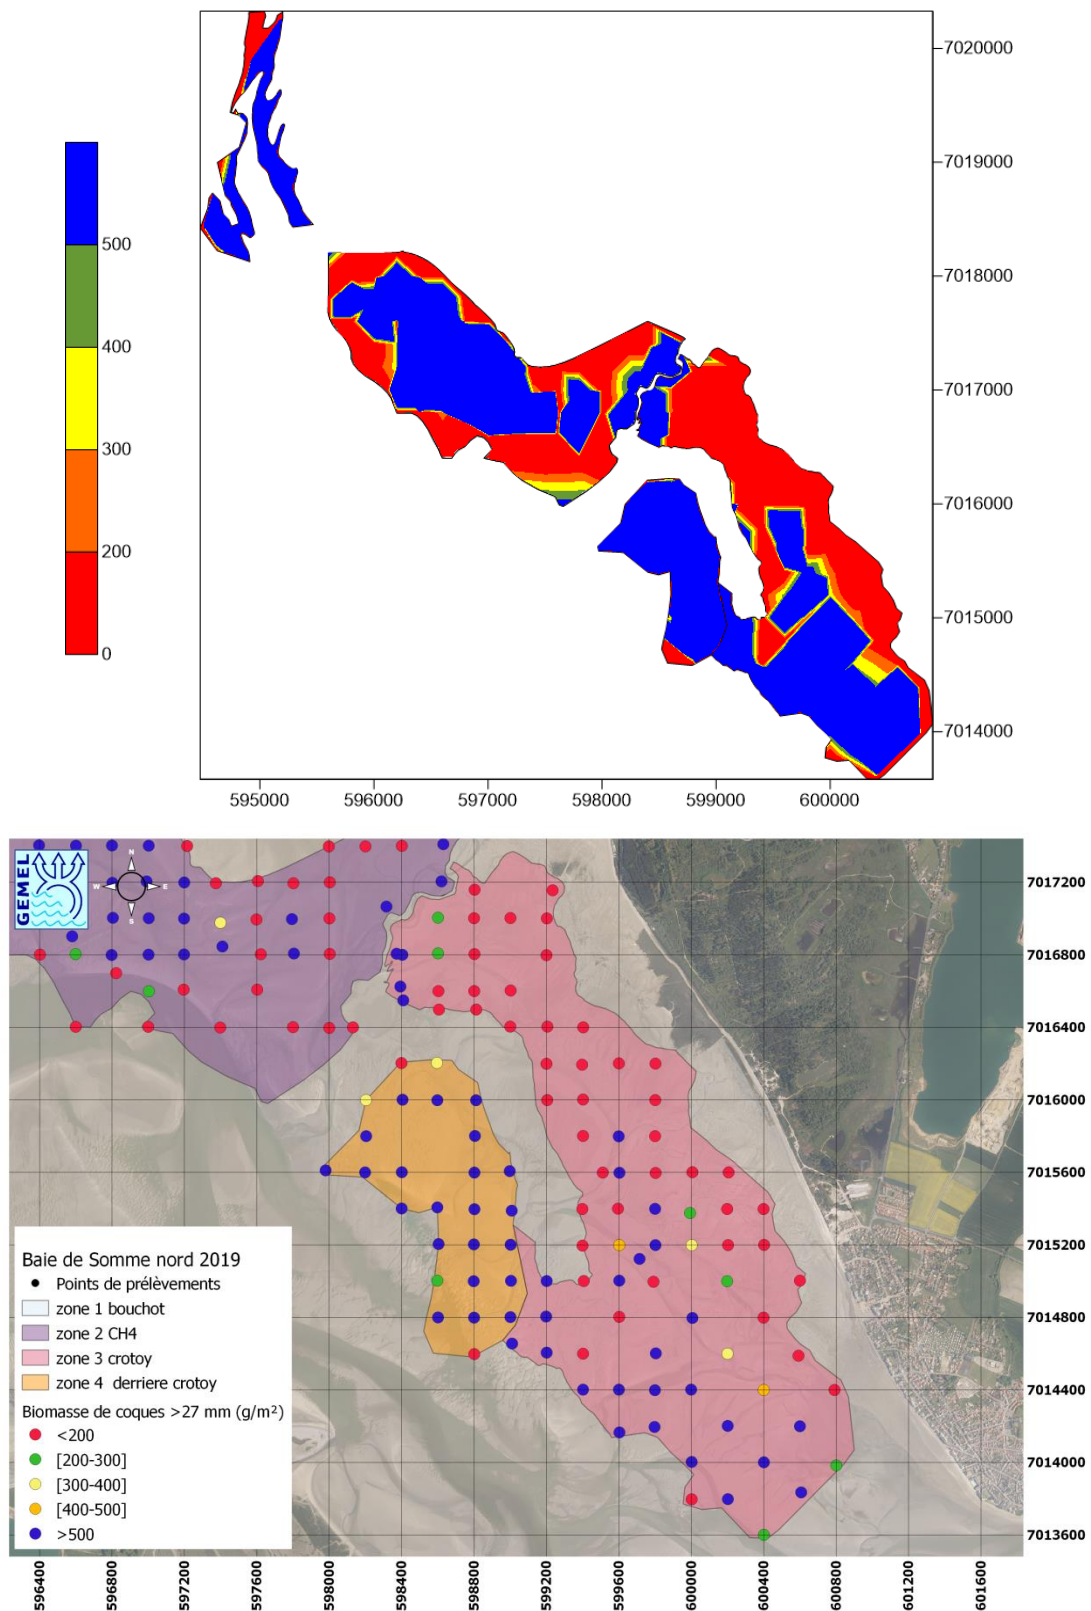 7020000
7019000
500
7018000
400
7017000
300
7016000
200
7015000
0
7014000
595000 596000 597000 598000 599000 600000
GEMEL
N
W E
S
7017200
7016800
7016400
7016000
7015600
Baie de Somme nord 2019
Points de prélèvements
zone 1 bouchot
zone 2 CH4
zone 3 crotoy
zone 4 derriere crotoy
Biomasse de coques >27 mm (g/m²)
<200
[200-300]
[300-400]
[400-500]
>500
7015200
7014800
7014400
7014000
7013600
596400 596800 597200 597600 598000 598400 598800 599200 599600 600000 600400 600800 601200 601600